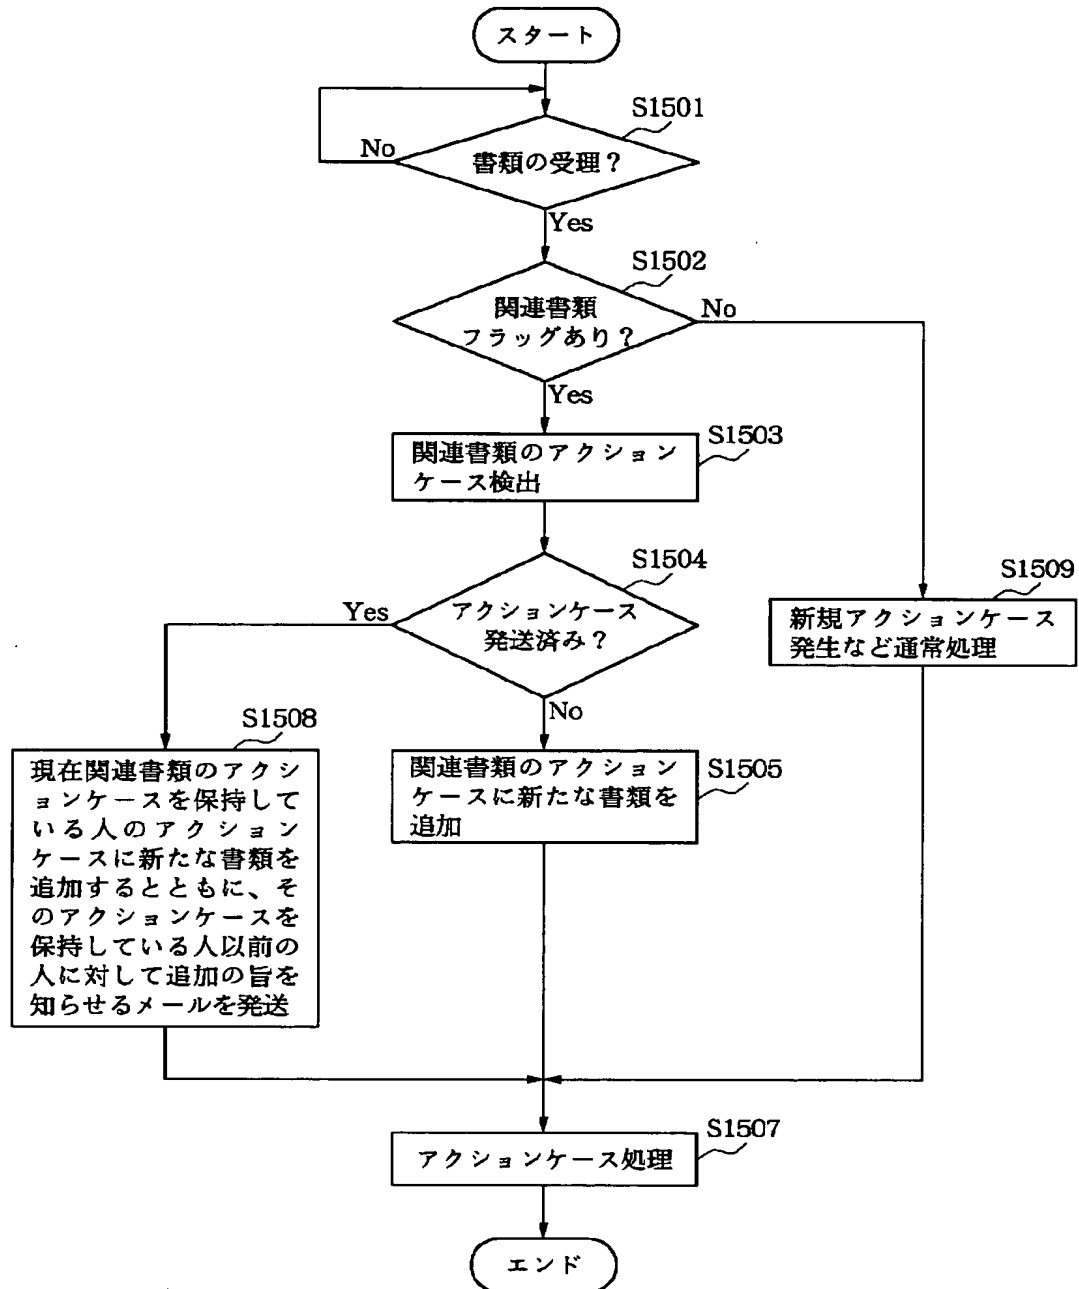 スタート
S1501
書類の受理？
No
Yes
S1502
関連書類
フラッグあり？
No
Yes
S1503
関連書類のアクション
ケース検出
S1504
アクションケース
発送済み？
Yes
No
S1509
新規アクションケース
発生など通常処理
S1508
現在関連書類のアクシ
ョンケースを保持して
いる人のアクション
ケースに新たな書類を
追加するとともに、そ
のアクションケースを
保持している人以前の
人に対して追加の旨を
知らせるメールを発送
S1505
関連書類のアクション
ケースに新たな書類を
追加
S1507
アクションケース処理
エンド